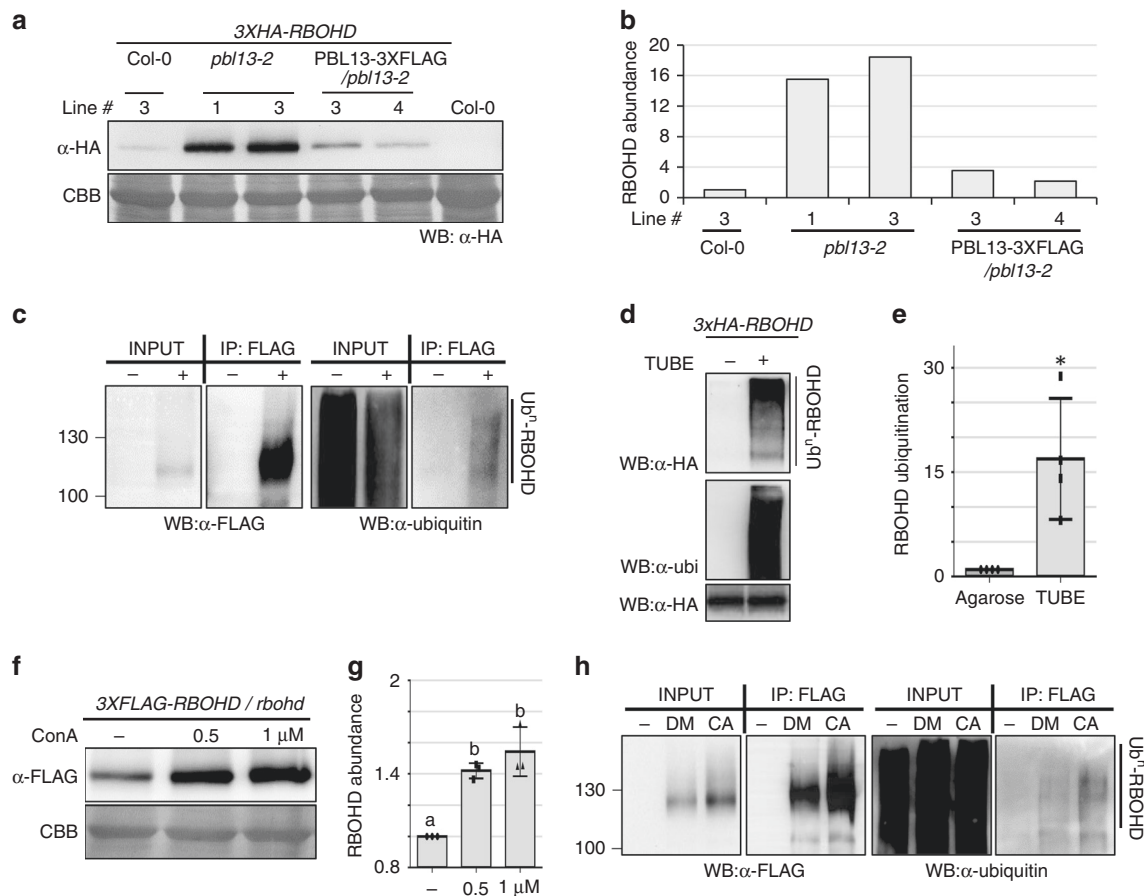 a
3XHA-RBOHD
Col-0 pbl13-2 PBL13-3XFLAG
/pbl13-2
Line # 3 1 3 3 4 Col-0
α-HA
CBB
WB: α-HA
b
RBOHD abundance
20
16
12
8
4
0
Line # 3 1 3 3 4
Col-0 pbl13-2 PBL13-3XFLAG
/pbl13-2
c
INPUT IP: FLAG INPUT IP: FLAG
– + – + – + – +
130
100
Ubⁿ-RBOHD
WB:α-FLAG WB:α-ubiquitin
d
3xHA-RBOHD
TUBE – +
WB:α-HA
Ubⁿ-RBOHD
WB:α-ubi
WB:α-HA
e
RBOHD ubiquitination
30
15
0
*
Agarose TUBE
f
3XFLAG-RBOHD / rbohd
ConA – 0.5 1 μM
α-FLAG
CBB
g
RBOHD abundance
2
1.4
0.8
a b b
– 0.5 1 μM
h
INPUT IP: FLAG INPUT IP: FLAG
– DM CA – DM CA – DM CA – DM CA
130
100
Ubⁿ-RBOHD
WB:α-FLAG WB:α-ubiquitin